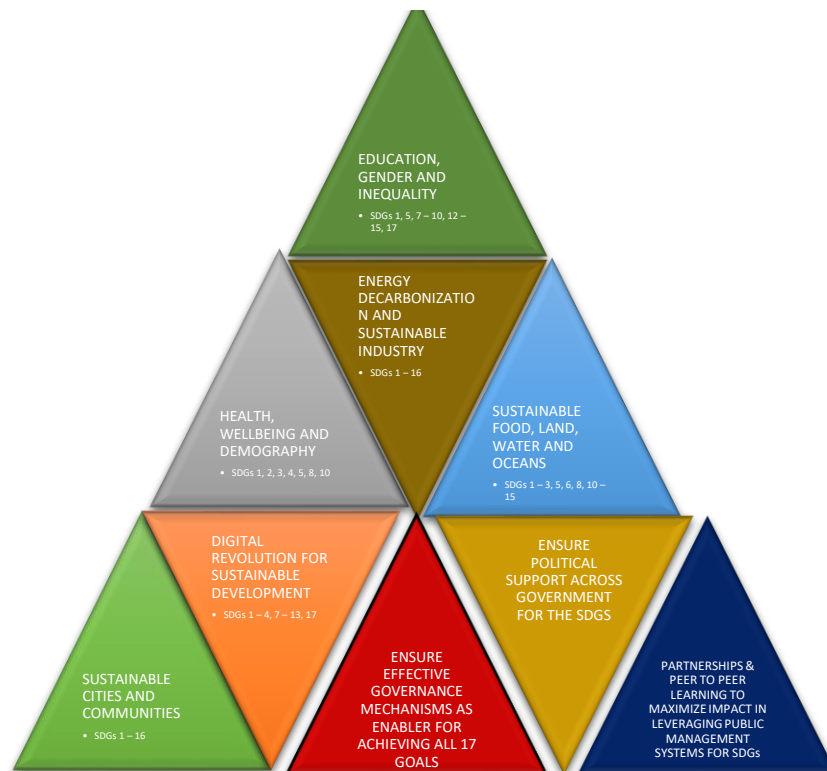 EDUCATION,
GENDER AND
INEQUALITY
• SDGs 1, 5, 7 – 10, 12 –
15, 17
ENERGY
DECARBONIZATIO
N AND
SUSTAINABLE
INDUSTRY
• SDGs 1 – 16
HEALTH,
WELLBEING AND
DEMOGRAPHY
• SDGs 1, 2, 3, 4, 5, 8, 10
SUSTAINABLE
FOOD, LAND,
WATER AND
OCEANS
• SDGs 1 – 3, 5, 6, 8, 10 –
15
SUSTAINABLE
CITIES AND
COMMUNITIES
• SDGs 1 – 16
DIGITAL
REVOLUTION FOR
SUSTAINABLE
DEVELOPMENT
• SDGs 1 – 4, 7 – 13, 17
ENSURE
EFFECTIVE
GOVERNANCE
MECHANISMS AS
ENABLER FOR
ACHIEVING ALL 17
GOALS
ENSURE
POLITICAL
SUPPORT ACROSS
GOVERNMENT
FOR THE SDGS
PARTNERSHIPS &
PEER TO PEER
LEARNING TO
MAXIMIZE IMPACT IN
LEVERAGING PUBLIC
MANAGEMENT
SYSTEMS FOR SDGs